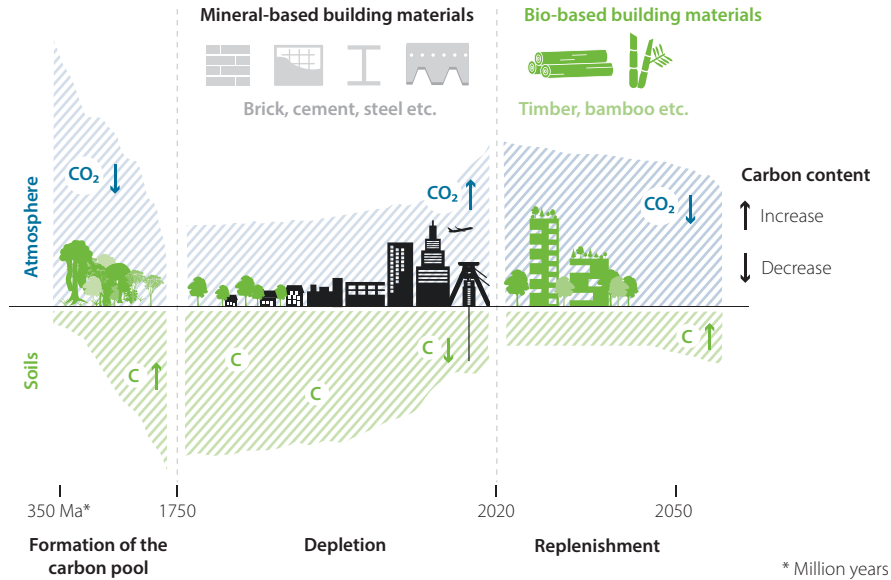 Mineral-based building materials
Bio-based building materials
Brick, cement, steel etc.
Timber, bamboo etc.
Atmosphere
CO₂
CO₂
CO₂
Carbon content
Increase
Decrease
Soils
C
C
C
C
C
350 Ma*
1750
2020
2050
Formation of the
carbon pool
Depletion
Replenishment
* Million years